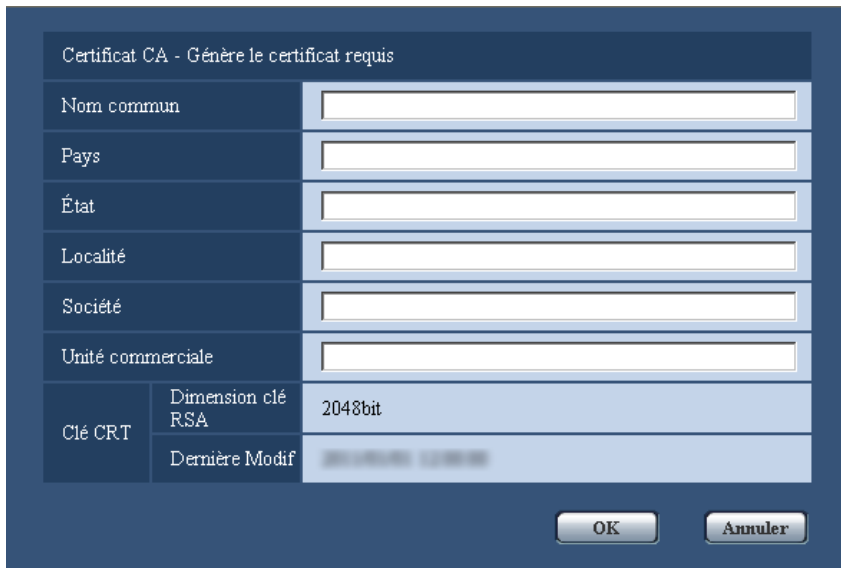 Certificat CA - Génère le certificat requis
Nom commun
Pays
État
Localité
Société
Unité commerciale
Clé CRT
Dimension clé
RSA
2048bit
Dernière Modif
OK
Annuler